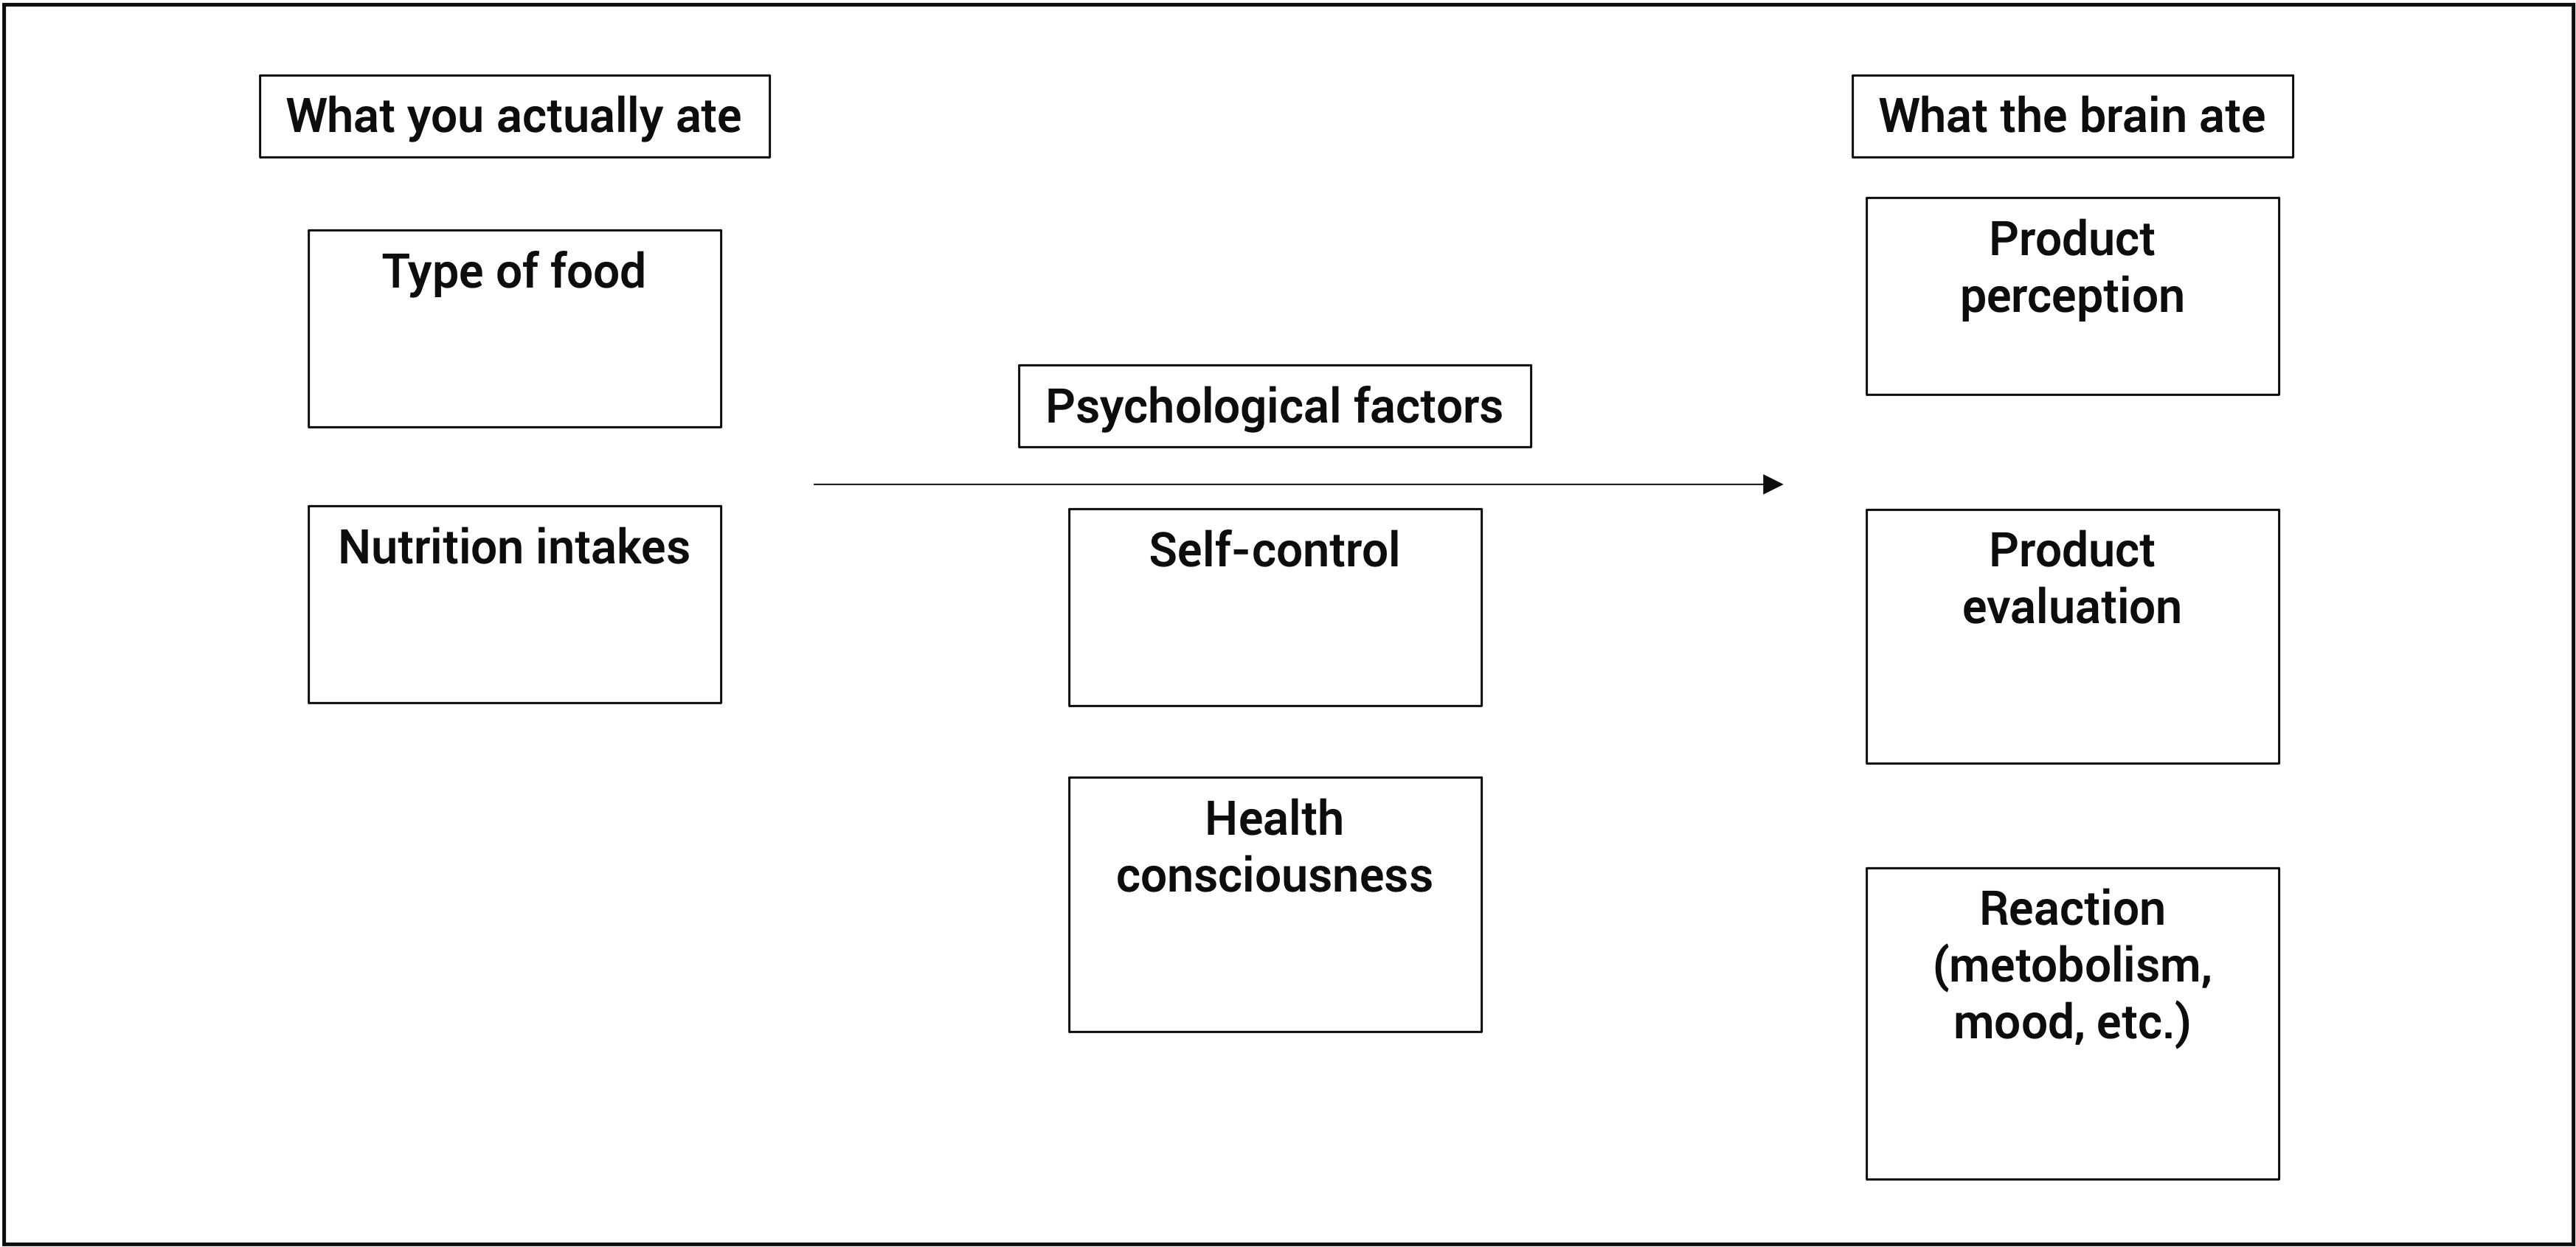 What you actually ate
Type of food
Nutrition intakes
Psychological factors
Self-control
Health
consciousness
What the brain ate
Product
perception
Product
evaluation
Reaction
(metobolism,
mood, etc.)